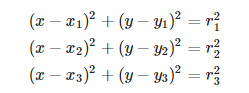 (x − x₁)² + (y − y₁)² = r₁²
(x − x₂)² + (y − y₂)² = r₂²
(x − x₃)² + (y − y₃)² = r₃²